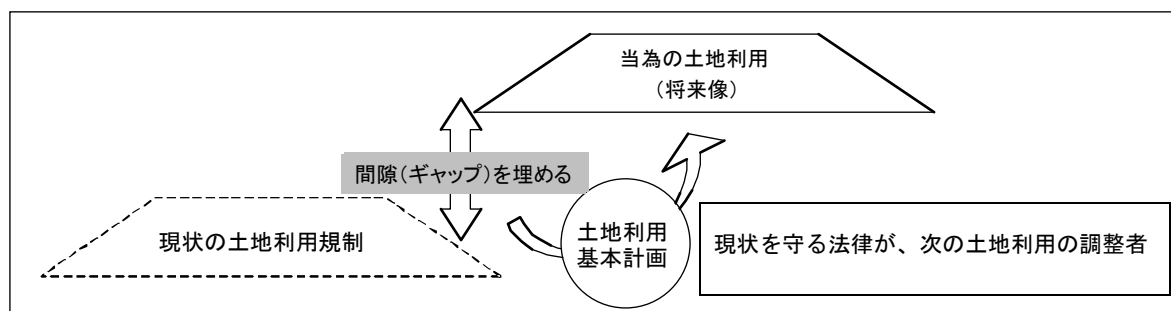 当為の土地利用
(将来像)
間隙(ギャップ)を埋める
現状の土地利用規制
土地利用
基本計画
現状を守る法律が、次の土地利用の調整者